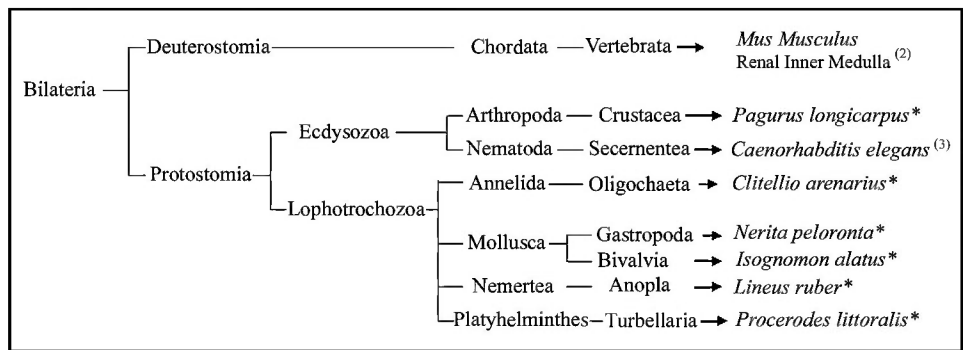 Deuterostomia Chordata Vertebrata Mus Musculus
Renal Inner Medulla (2)
Bilateria
Arthropoda Crustacea Pagurus longicarpus*
Ecdysozoa
Nematoda Secernentea Caenorhabditis elegans (3)
Protostomia
Annelida Oligochaeta Clitellio arenarius*
Lophotrochozoa
Gastropoda Nerita peloronta*
Mollusca
Bivalvia Isognomon alatus*
Nemertea Anopla Lineus ruber*
Platyhelminthes Turbellaria Procerodes littoralis*